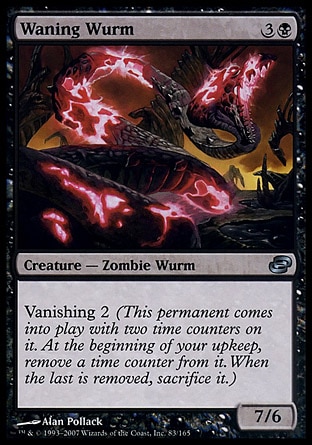 Waning Wurm 3
Creature — Zombie Wurm
Vanishing 2 (This permanent comes
into play with two time counters on
it. At the beginning of your upkeep,
remove a time counter from it. When
the last is removed, sacrifice it.)
Alan Pollack
™ & © 1993–2007 Wizards of the Coast, Inc. 83/165
7/6